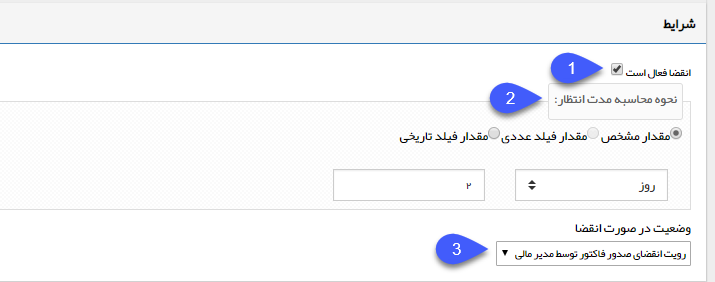 شرایط
انقضا فعال است 1
نحوه محاسبه مدت انتظار: 2
مقدار مشخص مقدار فیلد عددی مقدار فیلد تاریخی
روز ۲
وضعیت در صورت انقضا
رویت انقضای صدور فاکتور توسط مدیر مالی 3